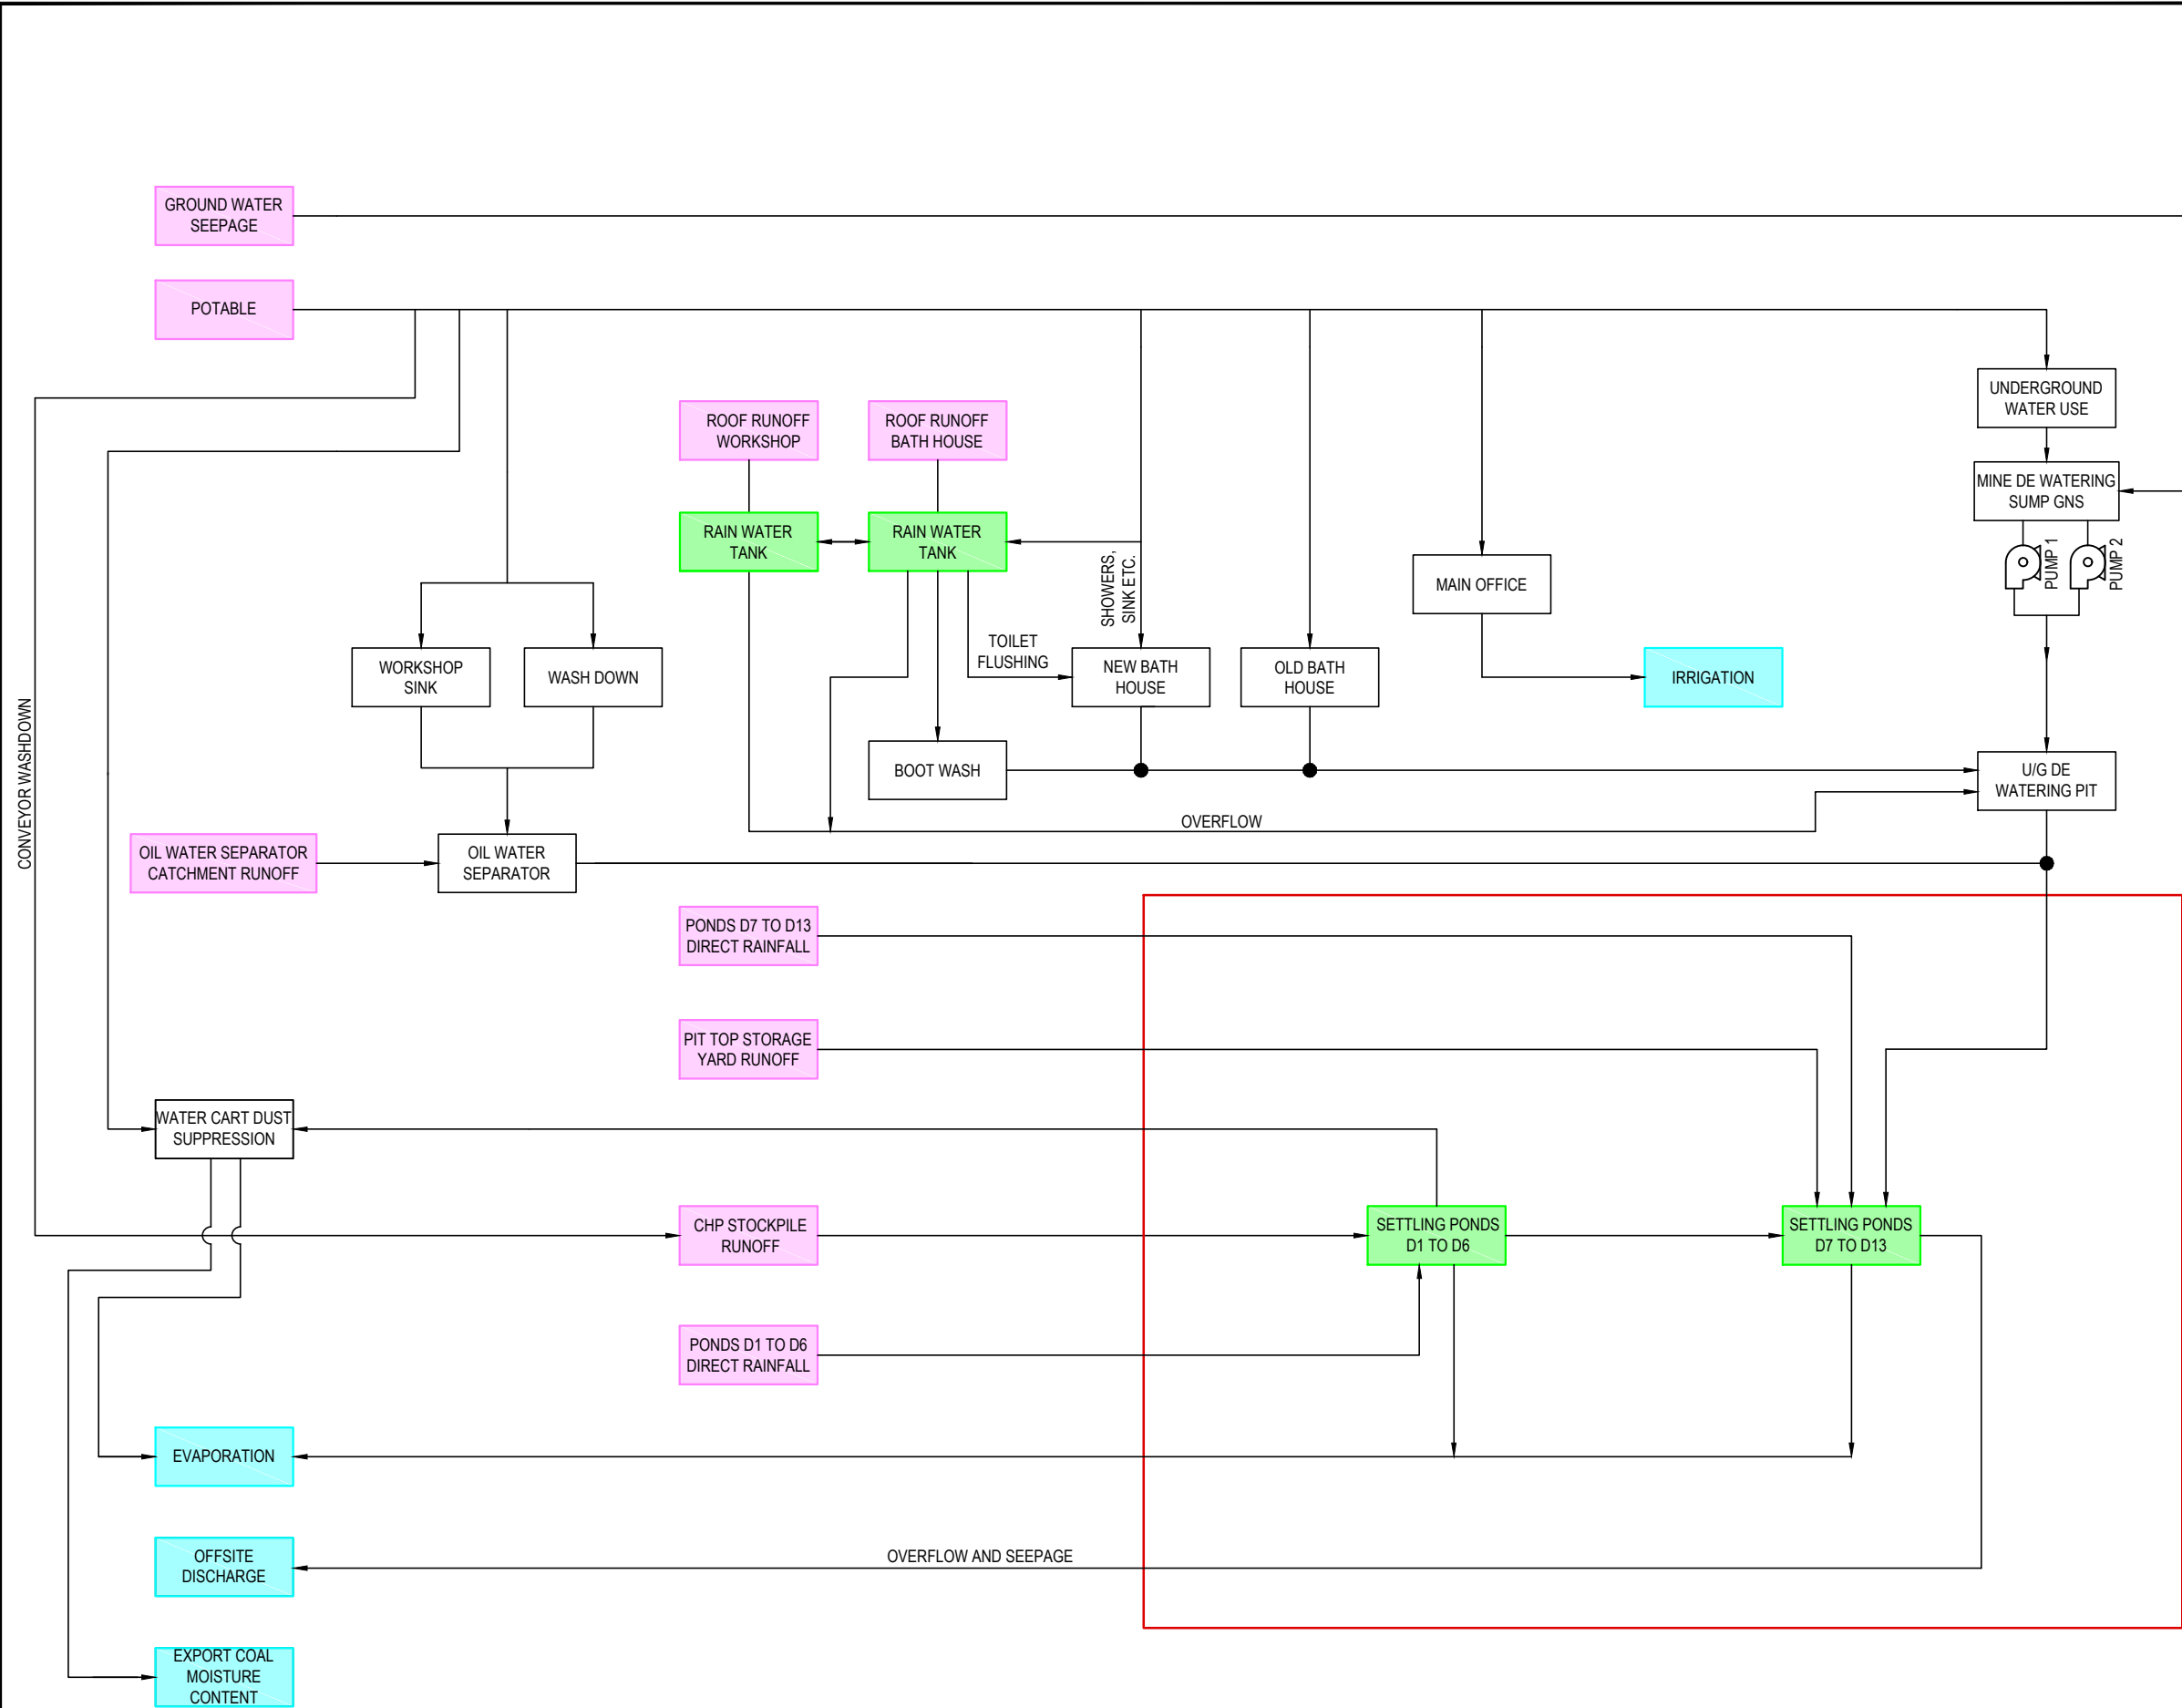 GROUND WATER
SEEPAGE
POTABLE
UNDERGROUND
WATER USE
ROOF RUNOFF
WORKSHOP
ROOF RUNOFF
BATH HOUSE
MINE DE WATERING
SUMP GNS
RAIN WATER
TANK
RAIN WATER
TANK
SHOWERS,
SINK ETC.
MAIN OFFICE
PUMP 1
PUMP 2
TOILET
FLUSHING
WORKSHOP
SINK
WASH DOWN
NEW BATH
HOUSE
OLD BATH
HOUSE
IRRIGATION
CONVEYOR WASHDOWN
BOOT WASH
U/G DE
WATERING PIT
OVERFLOW
OIL WATER SEPARATOR
CATCHMENT RUNOFF
OIL WATER
SEPARATOR
PONDS D7 TO D13
DIRECT RAINFALL
PIT TOP STORAGE
YARD RUNOFF
WATER CART DUST
SUPPRESSION
CHP STOCKPILE
RUNOFF
SETTLING PONDS
D1 TO D6
SETTLING PONDS
D7 TO D13
PONDS D1 TO D6
DIRECT RAINFALL
EVAPORATION
OFFSITE
DISCHARGE
OVERFLOW AND SEEPAGE
EXPORT COAL
MOISTURE
CONTENT